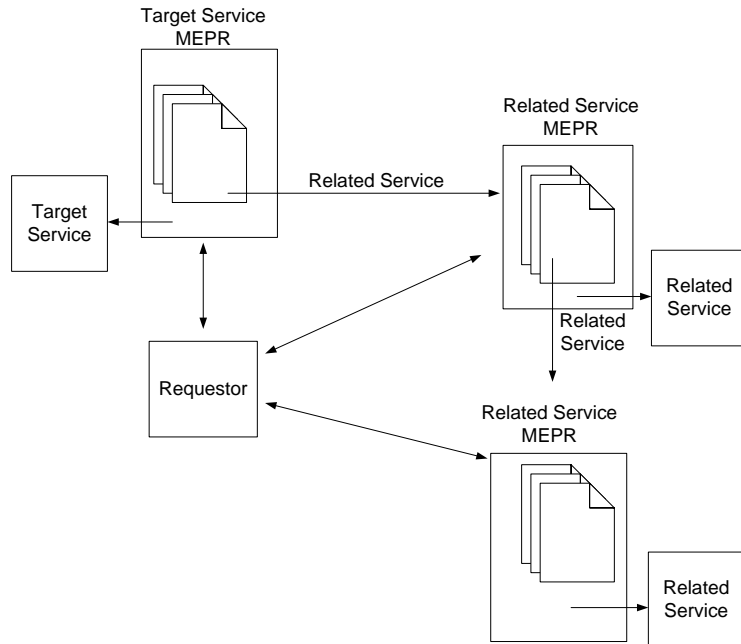 Target Service
MEPR
Related Service
MEPR
Related Service
Target
Service
Related
Service
Related
Service
Requestor
Related Service
MEPR
Related
Service